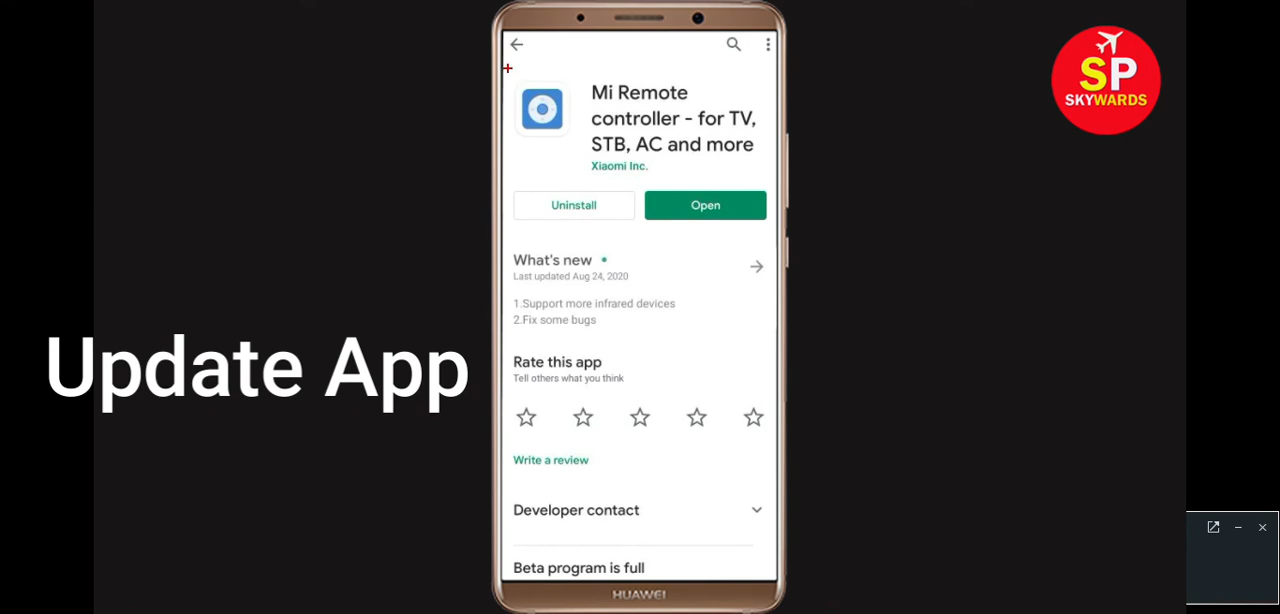 SP
SKYWARDS
Mi Remote
controller - for TV,
STB, AC and more
Xiaomi Inc.
Uninstall
Open
What's new
Last updated Aug 24, 2020
1.Support more infrared devices
2.Fix some bugs
Update App
Rate this app
Tell others what you think
Write a review
Developer contact
Beta program is full
HUAWEI